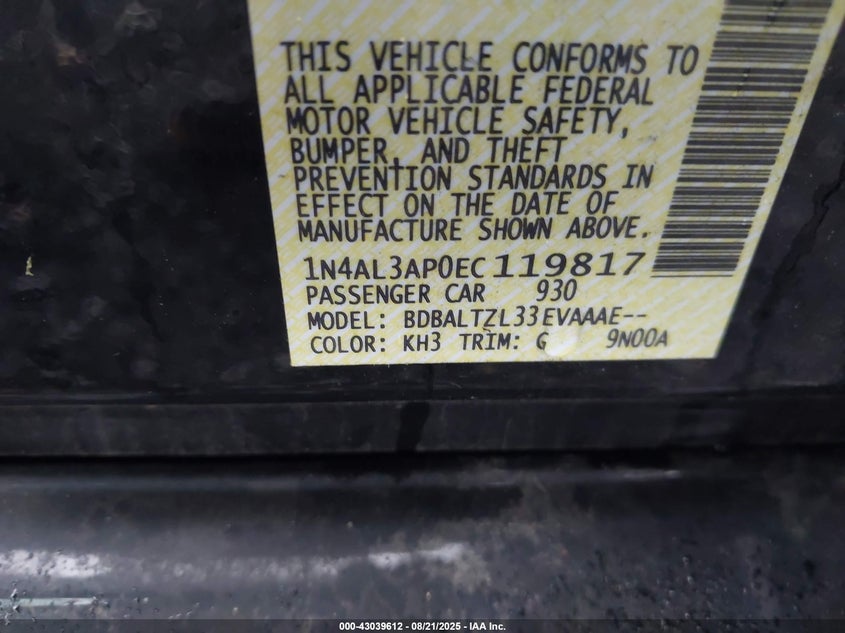 THIS VEHICLE CONFORMS TO
ALL APPLICABLE FEDERAL
MOTOR VEHICLE SAFETY,
BUMPER, AND THEFT
PREVENTION STANDARDS IN
EFFECT ON THE DATE OF
MANUFACTURE SHOWN ABOVE.
1N4AL3AP0EC119817
PASSENGER CAR 930
MODEL: BDBALTZL33EVAAAE--
COLOR: KH3 TRIM: G 9N00A
000-43039612 - 08/21/2025 - IAA Inc.